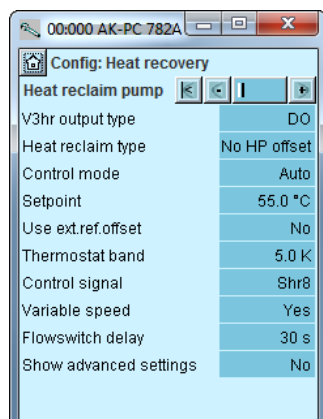 00:000 AK-PC 782A
Config: Heat recovery
Heat reclaim pump
V3hr output type DO
Heat reclaim type No HP offset
Control mode Auto
Setpoint 55.0 °C
Use ext.ref.offset No
Thermostat band 5.0 K
Control signal Shr8
Variable speed Yes
Flowswitch delay 30 s
Show advanced settings No